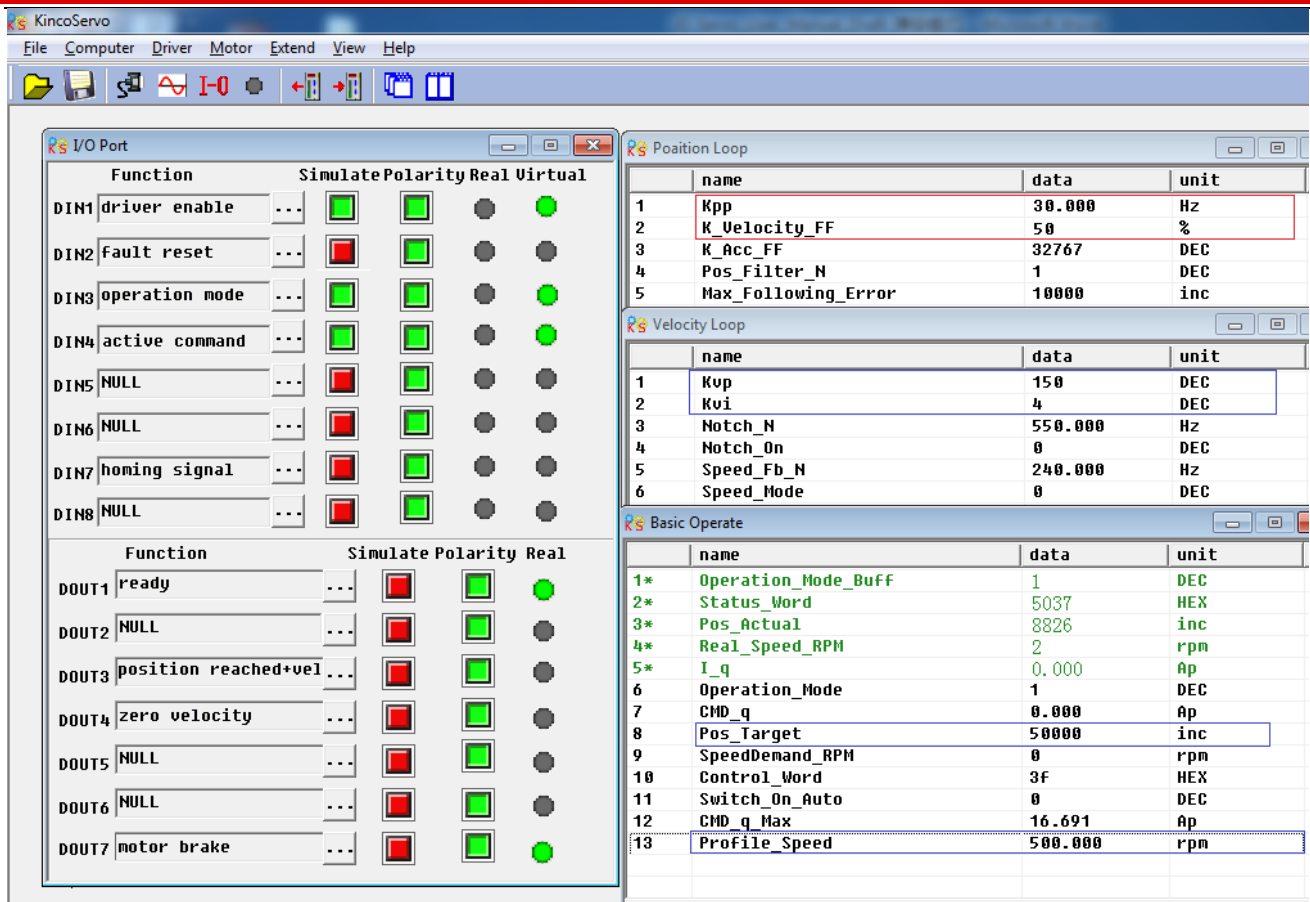 KincoServo
File Computer Driver Motor Extend View Help
I-O
I/O Port
Function Simulate Polarity Real Virtual
DIN1 driver enable ...
DIN2 fault reset ...
DIN3 operation mode ...
DIN4 active command ...
DIN5 NULL ...
DIN6 NULL ...
DIN7 homing signal ...
DIN8 NULL ...
Function Simulate Polarity Real
DOUT1 ready ...
DOUT2 NULL ...
DOUT3 position reached+vel ...
DOUT4 zero velocity ...
DOUT5 NULL ...
DOUT6 NULL ...
DOUT7 motor brake ...
Poaition Loop
name data unit
1 Kpp 30.000 Hz
2 K_Velocity_FF 50 %
3 K_Acc_FF 32767 DEC
4 Pos_Filter_N 1 DEC
5 Max_Following_Error 10000 inc
Velocity Loop
name data unit
1 Kvp 150 DEC
2 Kvi 4 DEC
3 Notch_N 550.000 Hz
4 Notch_On 0 DEC
5 Speed_Fb_N 240.000 Hz
6 Speed_Mode 0 DEC
Basic Operate
name data unit
1* Operation_Mode_Buff 1 DEC
2* Status_Word 5037 HEX
3* Pos_Actual 8826 inc
4* Real_Speed_RPM 2 rpm
5* I_q 0.000 Ap
6 Operation_Mode 1 DEC
7 CMD_q 0.000 Ap
8 Pos_Target 50000 inc
9 SpeedDemand_RPM 0 rpm
10 Control_Word 3f HEX
11 Switch_On_Auto 0 DEC
12 CMD_q_Max 16.691 Ap
13 Profile_Speed 500.000 rpm